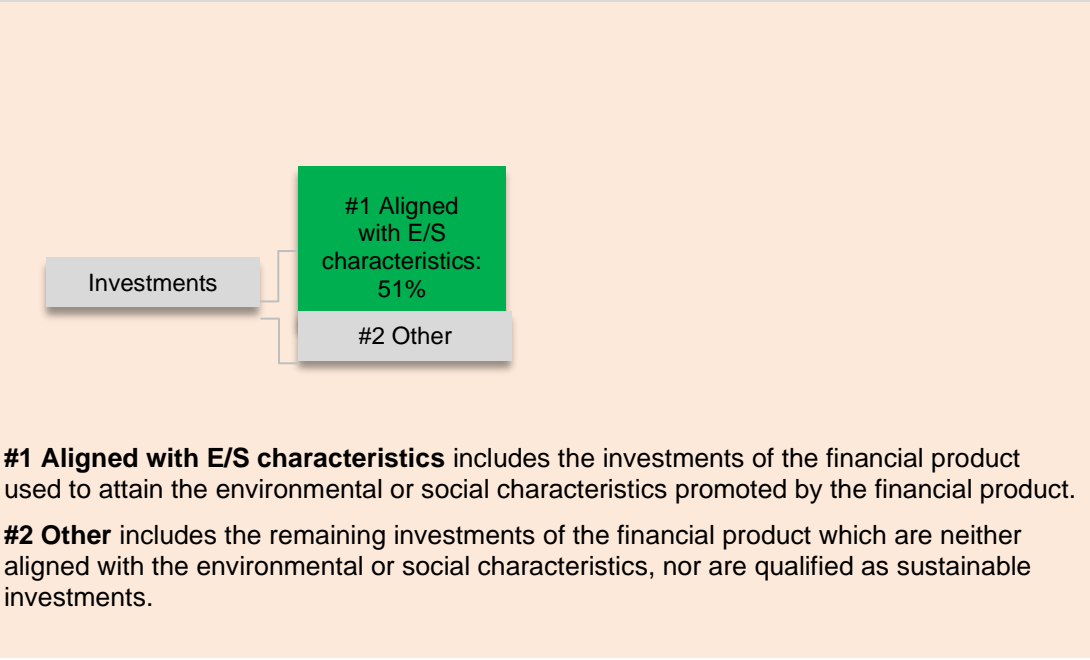 #1 Aligned
with E/S
characteristics:
51%
Investments
#2 Other
#1 Aligned with E/S characteristics includes the investments of the financial product
used to attain the environmental or social characteristics promoted by the financial product.
#2 Other includes the remaining investments of the financial product which are neither
aligned with the environmental or social characteristics, nor are qualified as sustainable
investments.